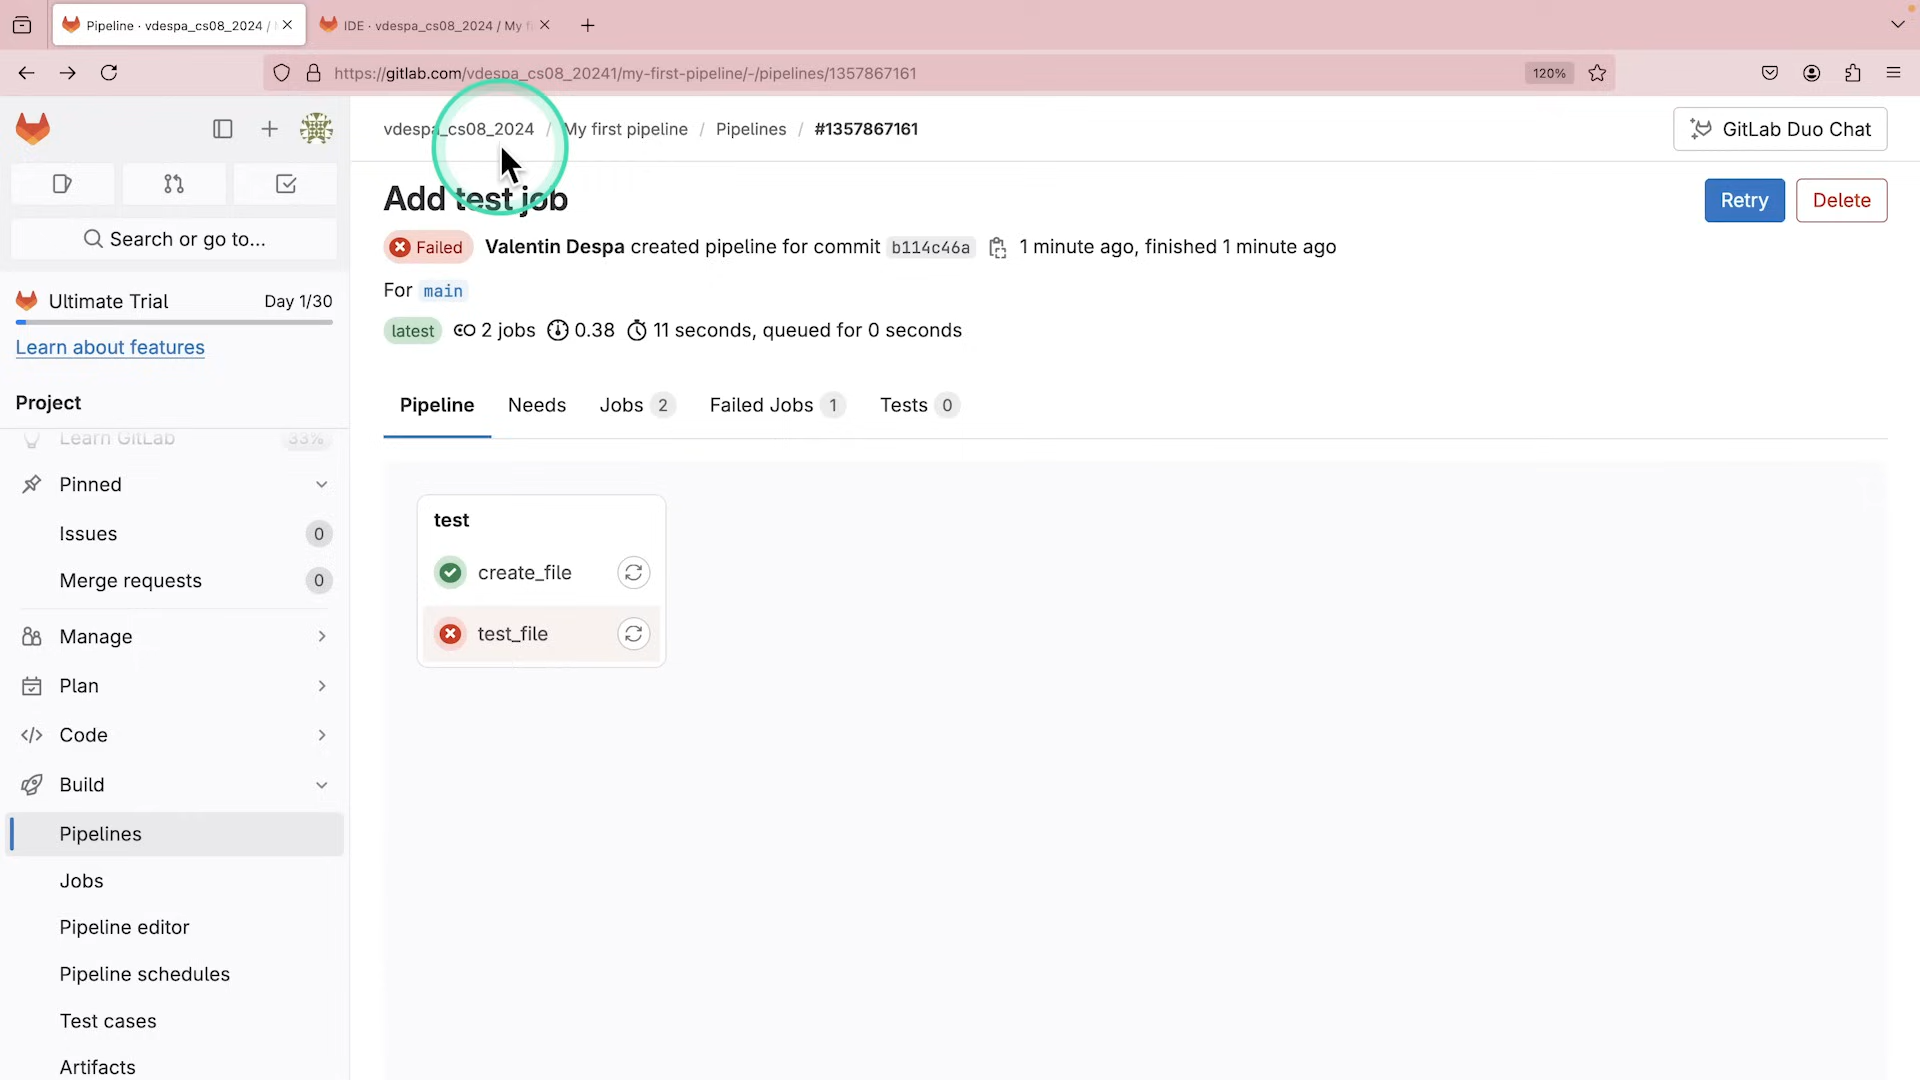 Pipeline · vdespa_cs08_2024 /
IDE · vdespa_cs08_2024 / My
https://gitlab.com/vdespa_cs08_20241/my-first-pipeline/-/pipelines/1357867161
120%
vdespa_cs08_2024 / My first pipeline / Pipelines / #1357867161
GitLab Duo Chat
Add test job
Retry
Delete
Search or go to...
Failed Valentin Despa created pipeline for commit b114c46a 1 minute ago, finished 1 minute ago
For main
Ultimate Trial Day 1/30
latest 2 jobs 0.38 11 seconds, queued for 0 seconds
Learn about features
Project
Pipeline Needs Jobs 2 Failed Jobs 1 Tests 0
Learn GitLab 33%
Pinned
Issues 0
Merge requests 0
Manage
Plan
Code
Build
Pipelines
Jobs
Pipeline editor
Pipeline schedules
Test cases
Artifacts
test
create_file
test_file